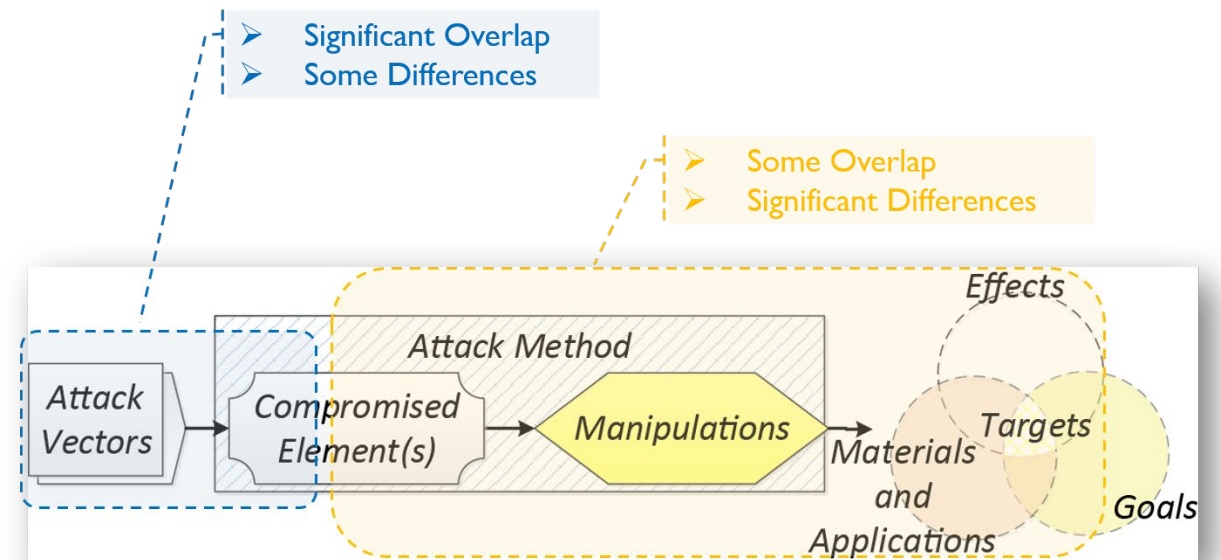 ➢ Significant Overlap
➢ Some Differences
➢ Some Overlap
➢ Significant Differences
Effects
Attack Method
Attack
Vectors
Compromised
Element(s)
Manipulations
Targets
Materials
and
Applications
Goals